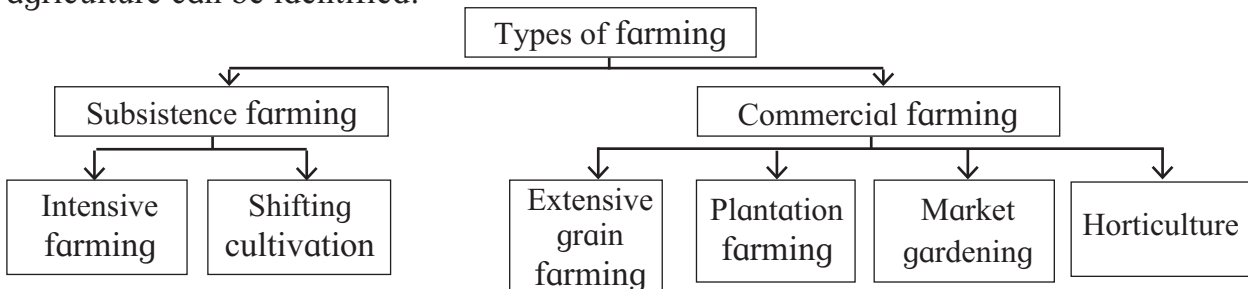 agriculture can be identified.
Types of farming
Subsistence farming
Commercial farming
Intensive
farming
Shifting
cultivation
Extensive
grain
farming
Plantation
farming
Market
gardening
Horticulture